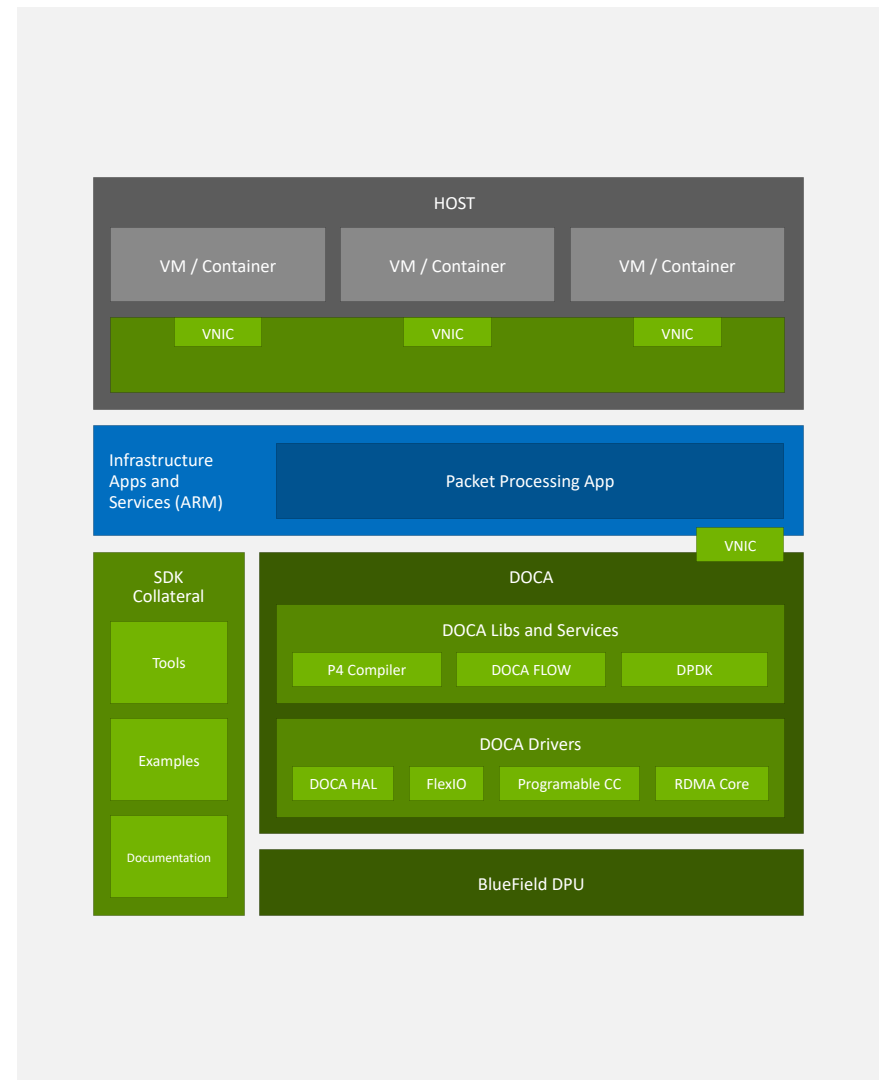 HOST
VM / Container
VM / Container
VM / Container
VNIC
VNIC
VNIC
Infrastructure
Apps and
Services (ARM)
Packet Processing App
VNIC
SDK
Collateral
Tools
Examples
Documentation
DOCA
DOCA Libs and Services
P4 Compiler
DOCA FLOW
DPDK
DOCA Drivers
DOCA HAL
FlexIO
Programable CC
RDMA Core
BlueField DPU